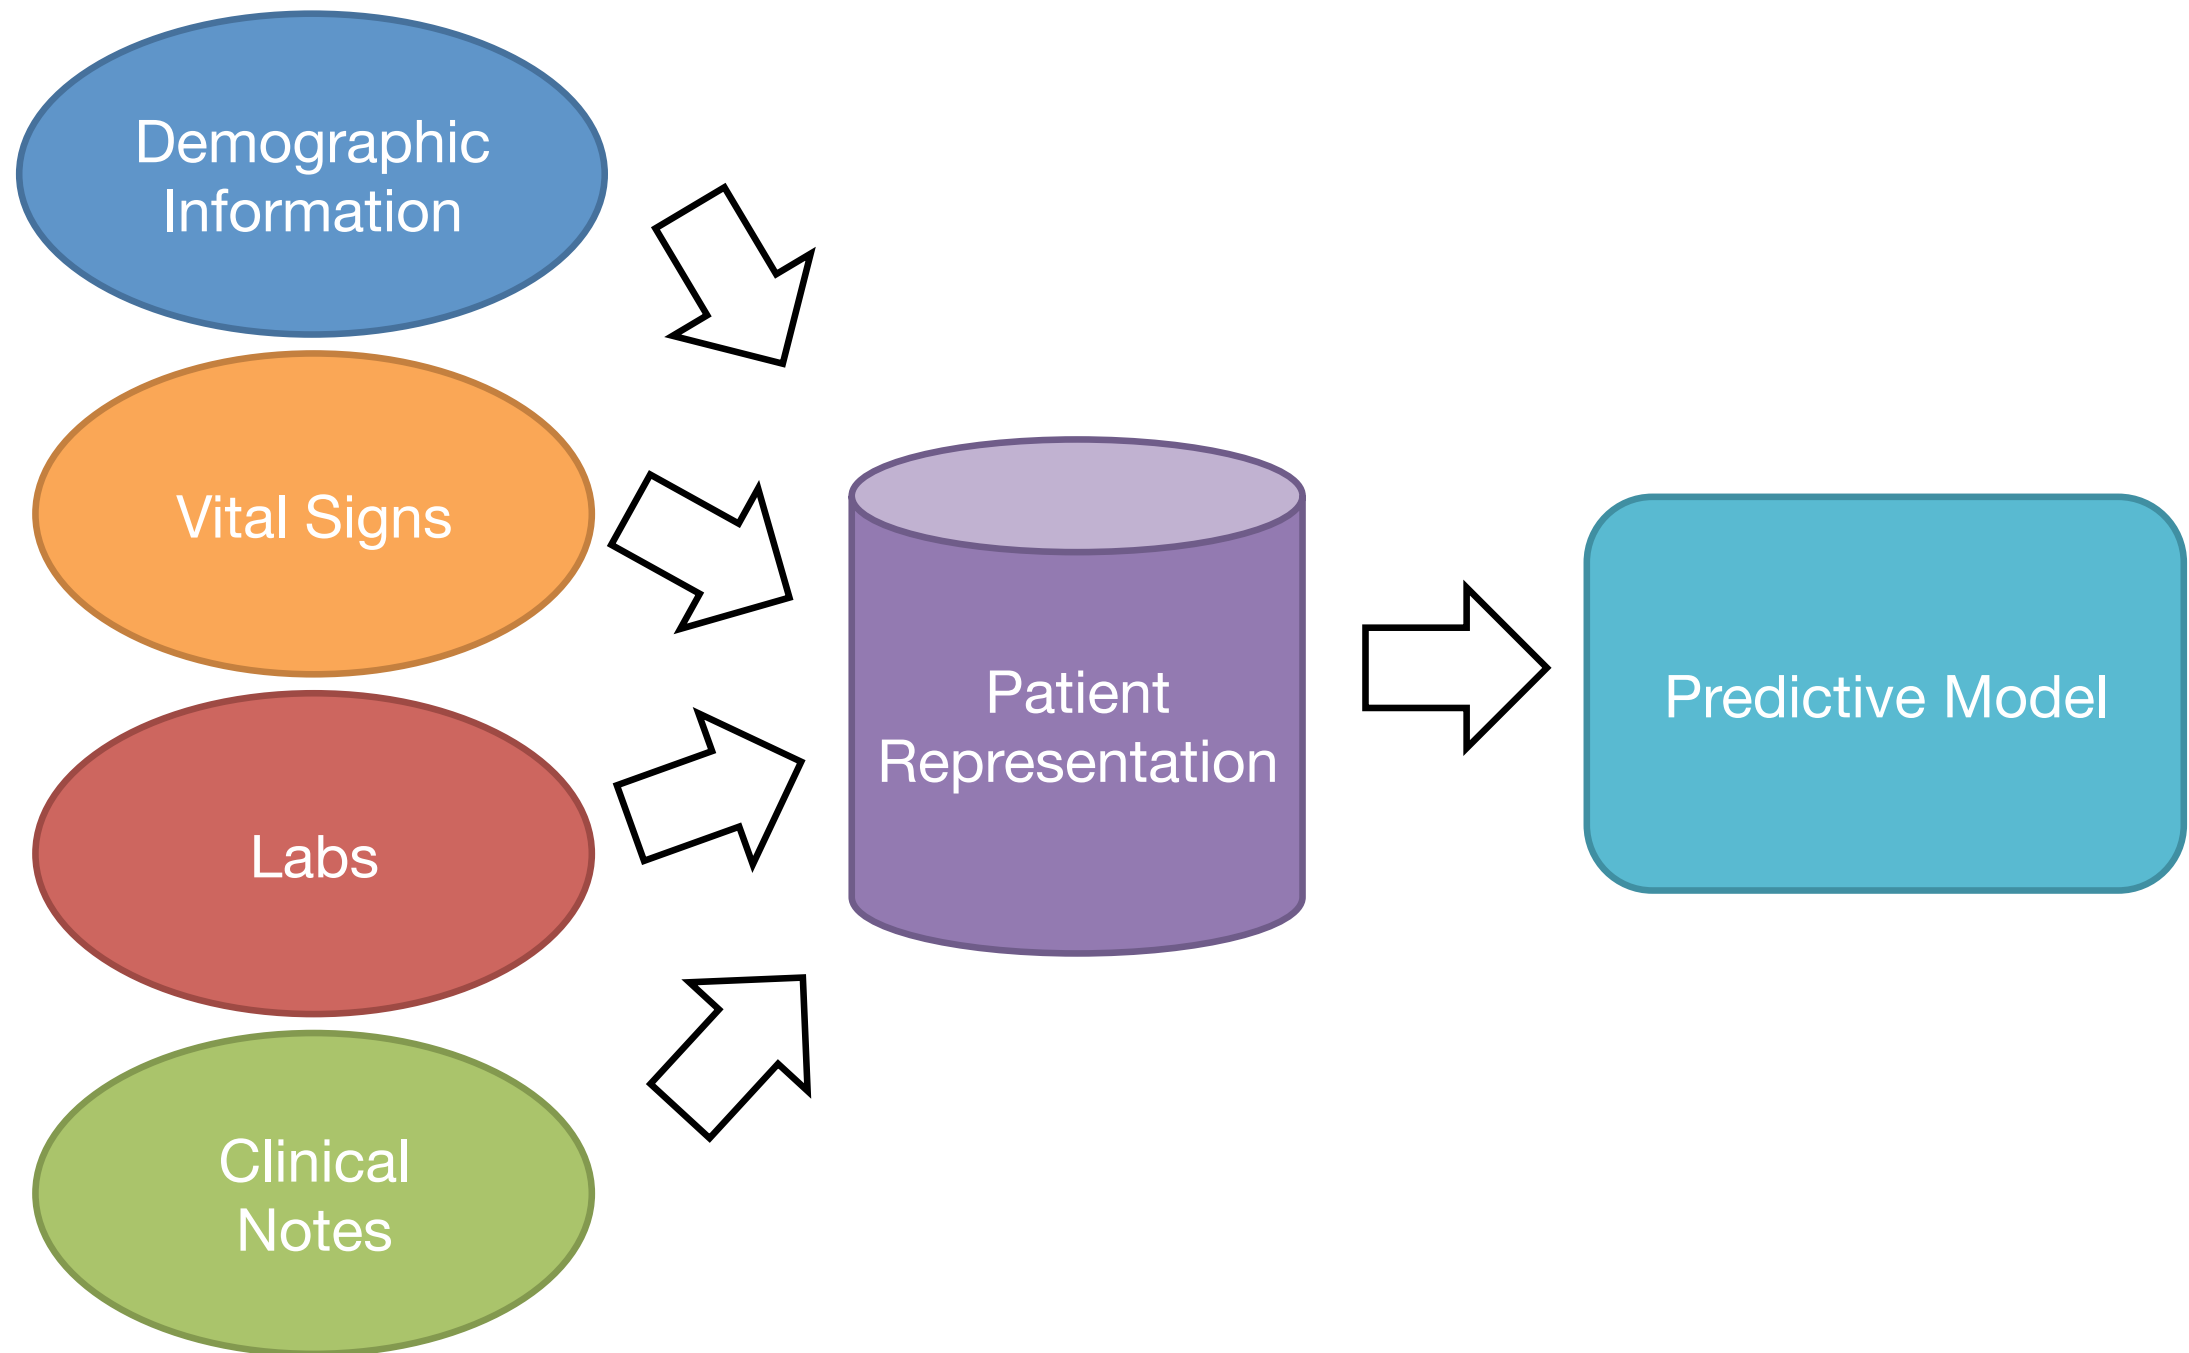 Demographic
Information
Vital Signs
Labs
Clinical
Notes
Patient
Representation
Predictive Model